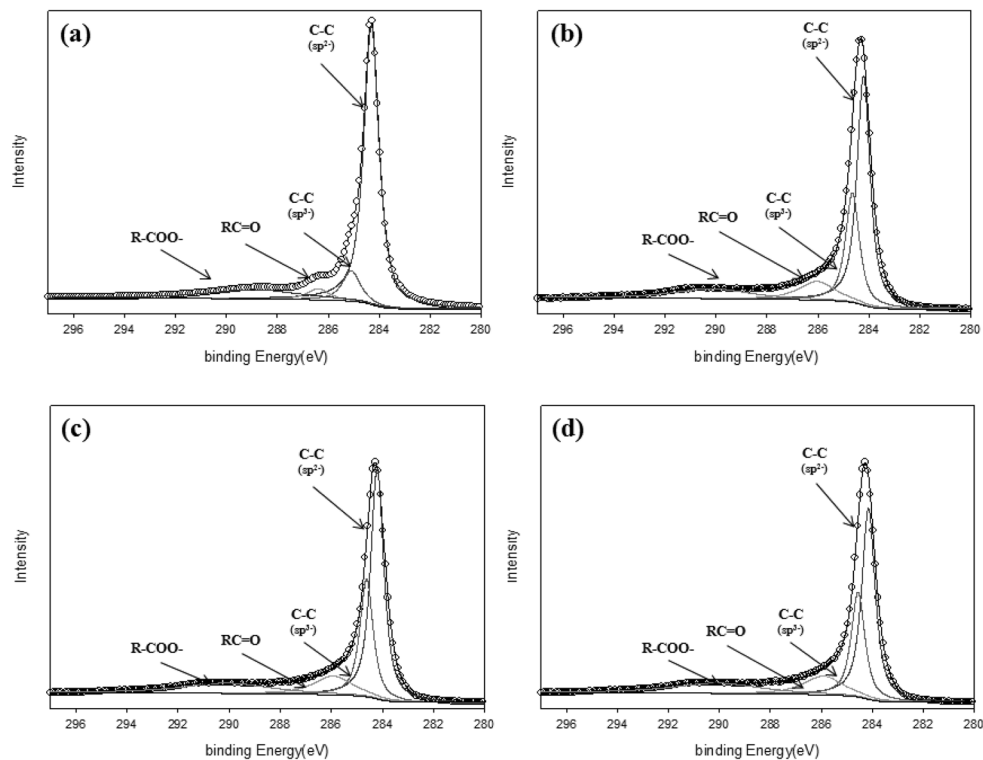 (a)
C-C
(sp²-)
C-C
(sp³-)
RC=O
R-COO-
Intensity
296 294 292 290 288 286 284 282 280
binding Energy(eV)
(b)
C-C
(sp²-)
C-C
(sp³-)
RC=O
R-COO-
Intensity
296 294 292 290 288 286 284 282 280
binding Energy(eV)
(c)
C-C
(sp²-)
C-C
(sp³-)
RC=O
R-COO-
Intensity
296 294 292 290 288 286 284 282 280
binding Energy(eV)
(d)
C-C
(sp²-)
C-C
(sp³-)
RC=O
R-COO-
Intensity
296 294 292 290 288 286 284 282 280
binding Energy(eV)